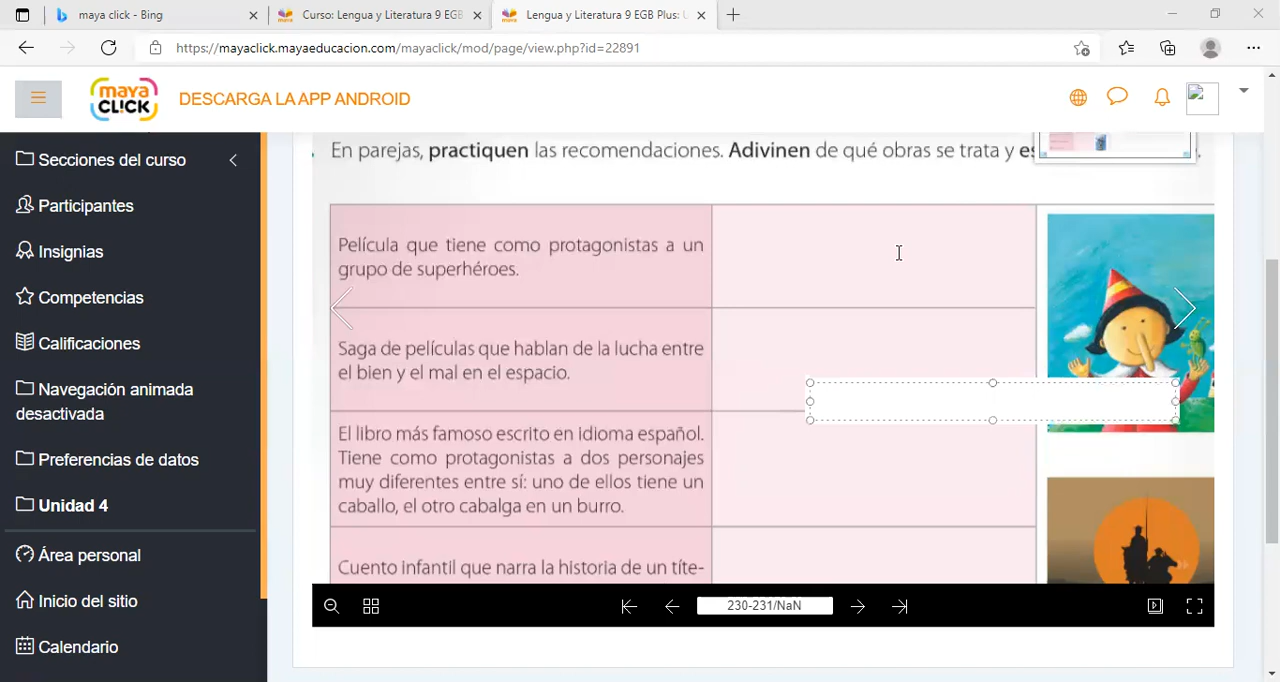 maya click - Bing
Curso: Lengua y Literatura 9 EGB
Lengua y Literatura 9 EGB Plus:
https://mayaclick.mayaeducacion.com/mayaclick/mod/page/view.php?id=22891
maya
CL!CK
DESCARGA LA APP ANDROID
Secciones del curso
Participantes
Insignias
Competencias
Calificaciones
Navegación animada
desactivada
Preferencias de datos
Unidad 4
Área personal
Inicio del sitio
Calendario
En parejas, practiquen las recomendaciones. Adivinen de qué obras se trata y es
Película que tiene como protagonistas a un
grupo de superhéroes.
Saga de películas que hablan de la lucha entre
el bien y el mal en el espacio.
El libro más famoso escrito en idioma español.
Tiene como protagonistas a dos personajes
muy diferentes entre sí: uno de ellos tiene un
caballo, el otro cabalga en un burro.
Cuento infantil que narra la historia de un títe-
230-231/NaN